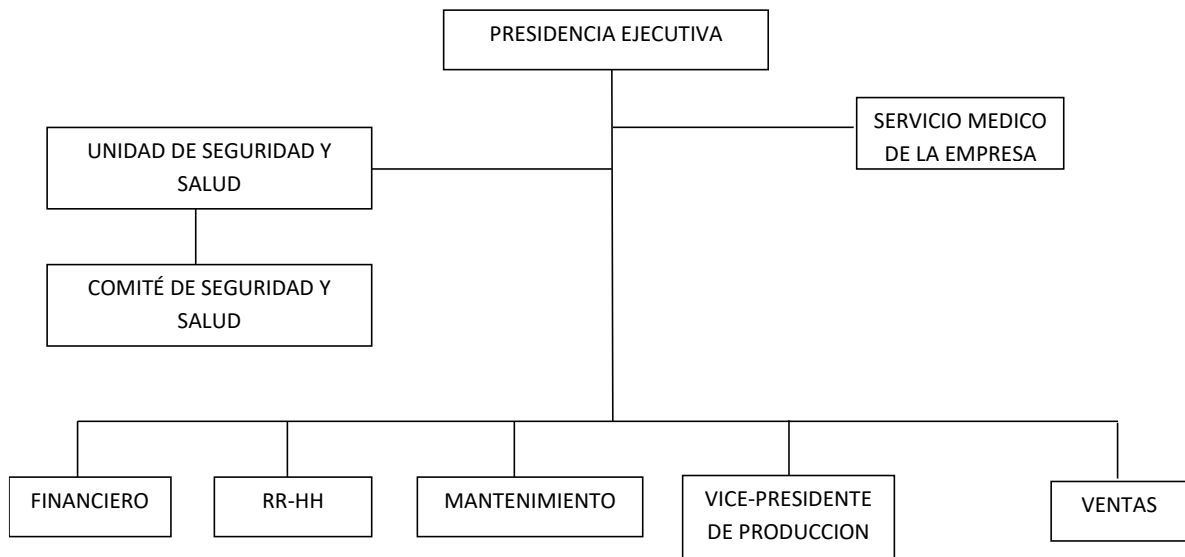 PRESIDENCIA EJECUTIVA
SERVICIO MEDICO
DE LA EMPRESA
UNIDAD DE SEGURIDAD Y
SALUD
COMITÉ DE SEGURIDAD Y
SALUD
FINANCIERO
RR-HH
MANTENIMIENTO
VICE-PRESIDENTE
DE PRODUCCION
VENTAS